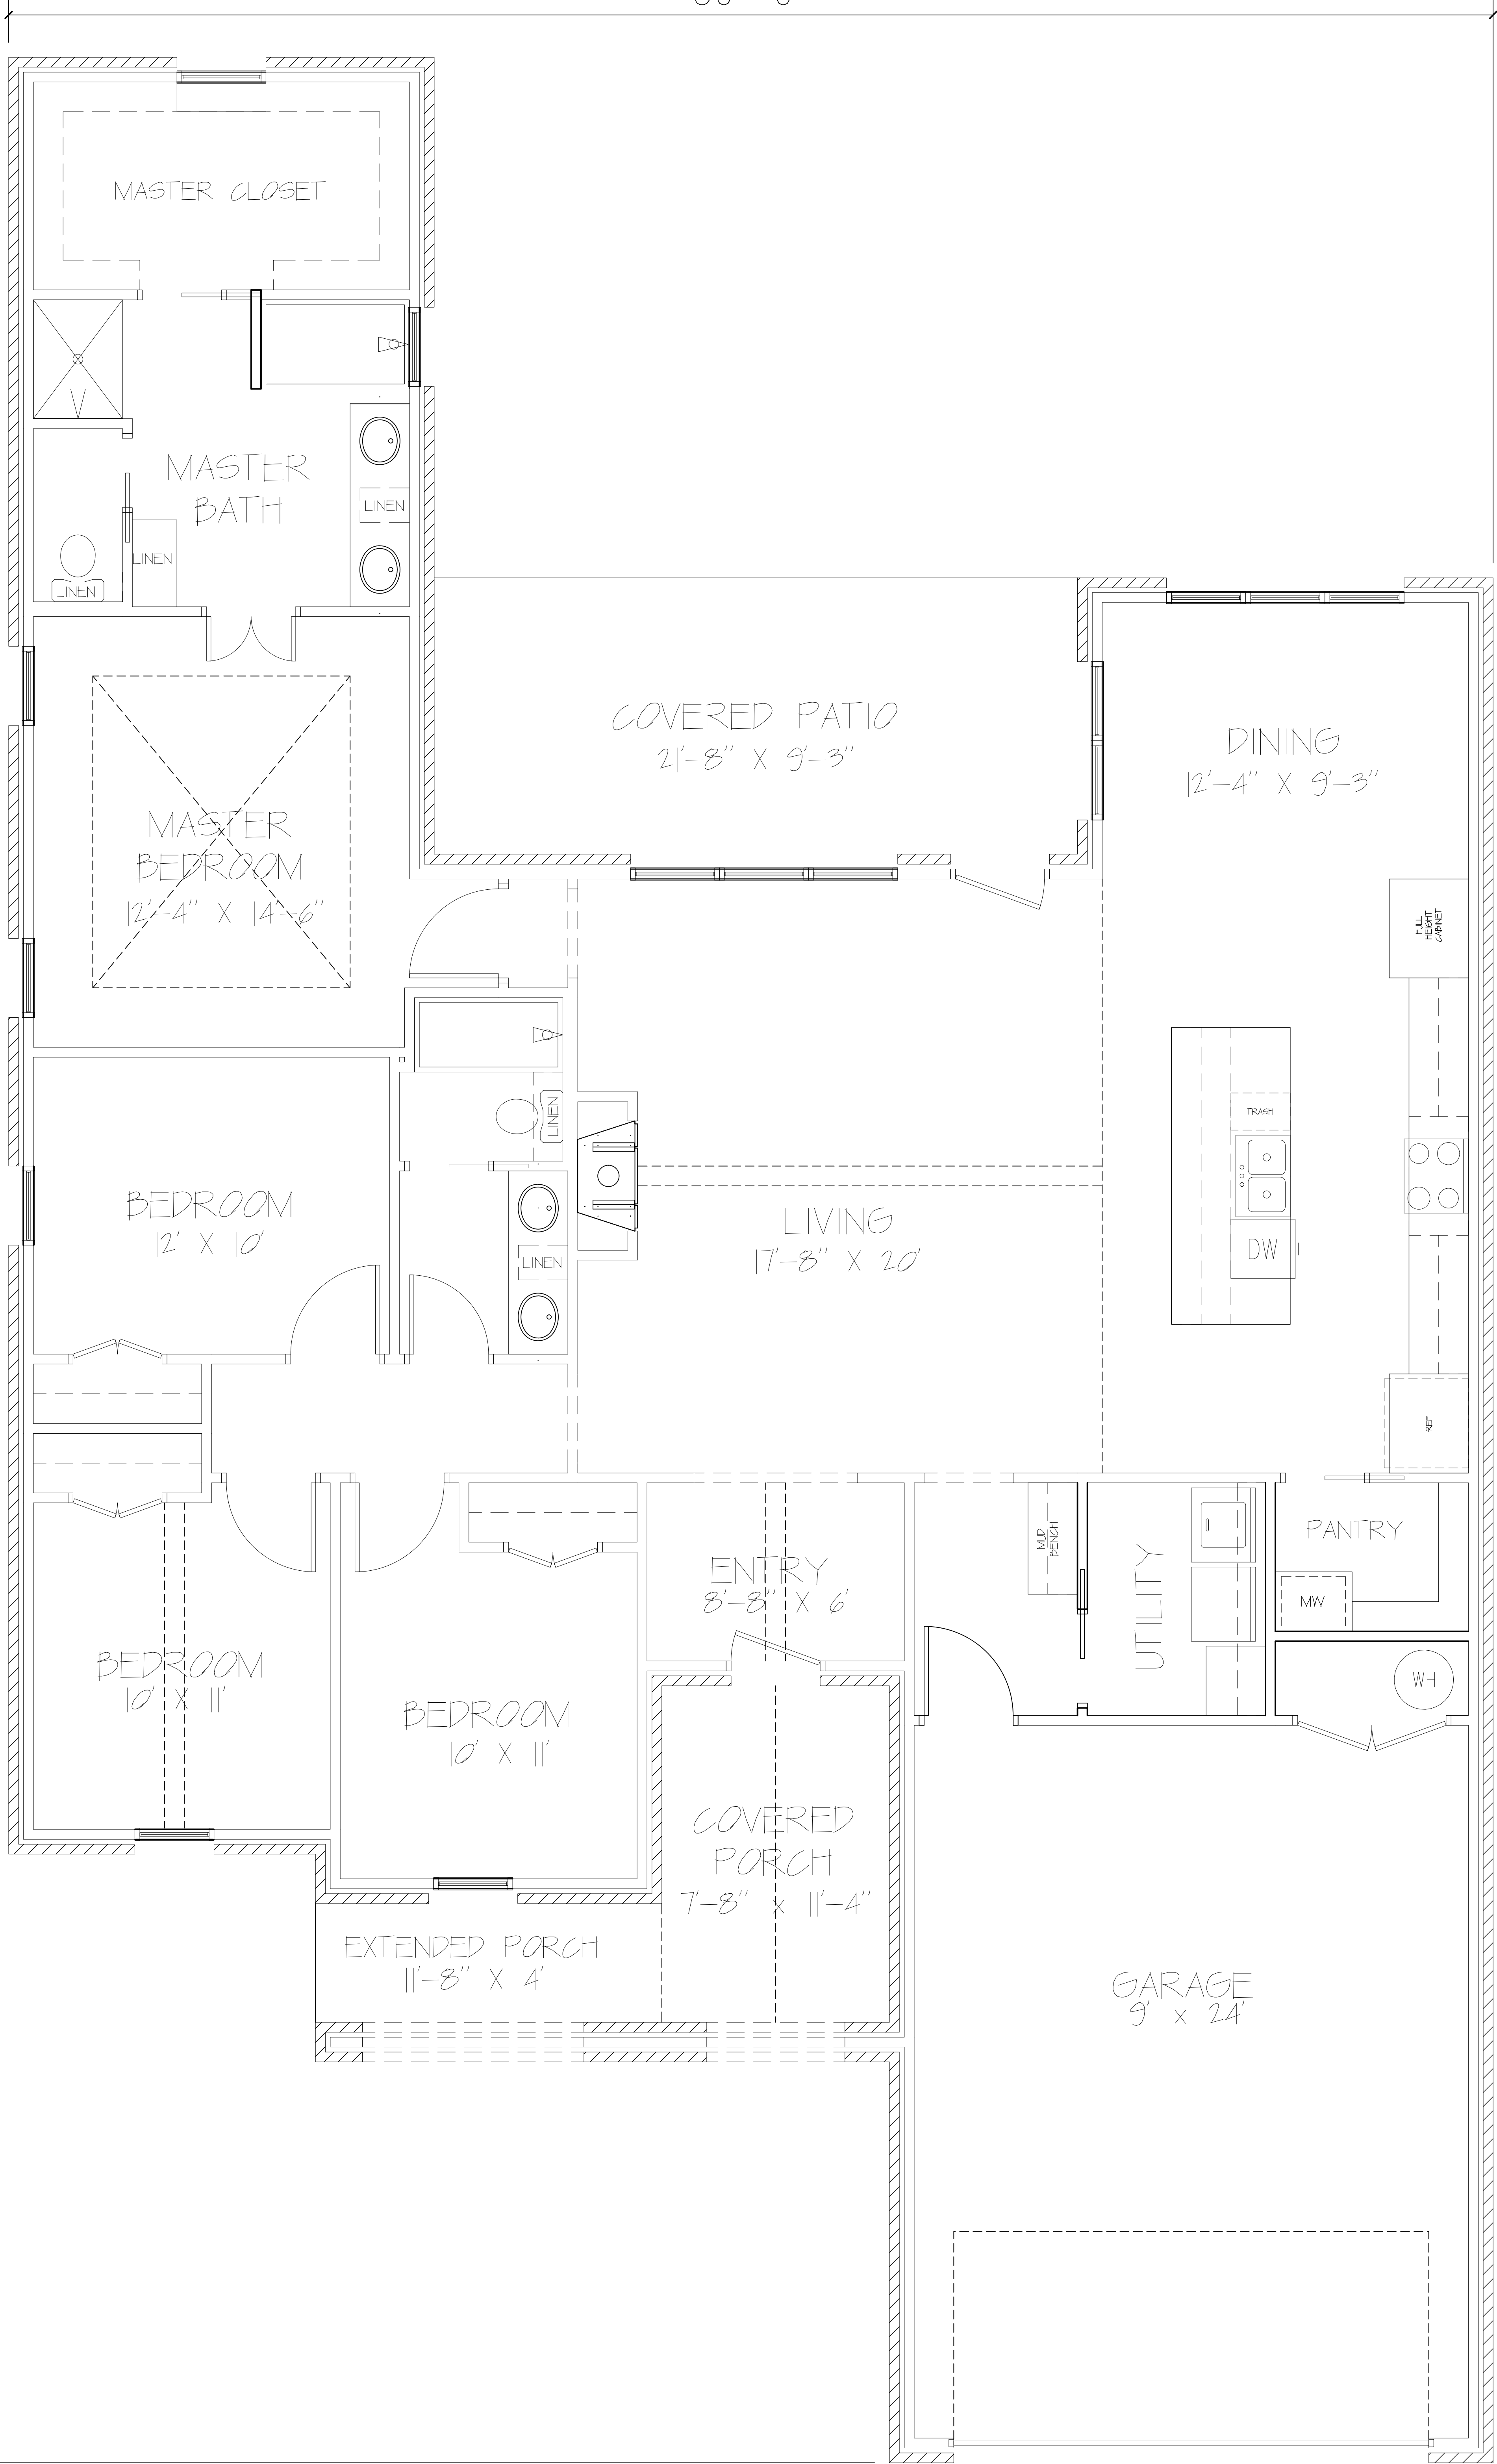 MASTER CLOSET
MASTER
BATH
LINEN
LINEN
LINEN
COVERED PATIO
21'-8" X 9'-3"
DINING
12'-4" X 9'-3"
MASTER
BEDROOM
12'-4" X 14'-6"
FULL
HEIGHT
CABINET
LINEN
TRASH
BEDROOM
12' X 10'
LIVING
17'-8" X 20'
DW
LINEN
REF
MUD
BENCH
UTILITY
PANTRY
MW
ENTRY
8'-8" X 6'
WH
BEDROOM
10' X 11'
BEDROOM
10' X 11'
COVERED
PORCH
7'-8" X 11'-4"
EXTENDED PORCH
11'-8" X 4'
GARAGE
19' x 24'